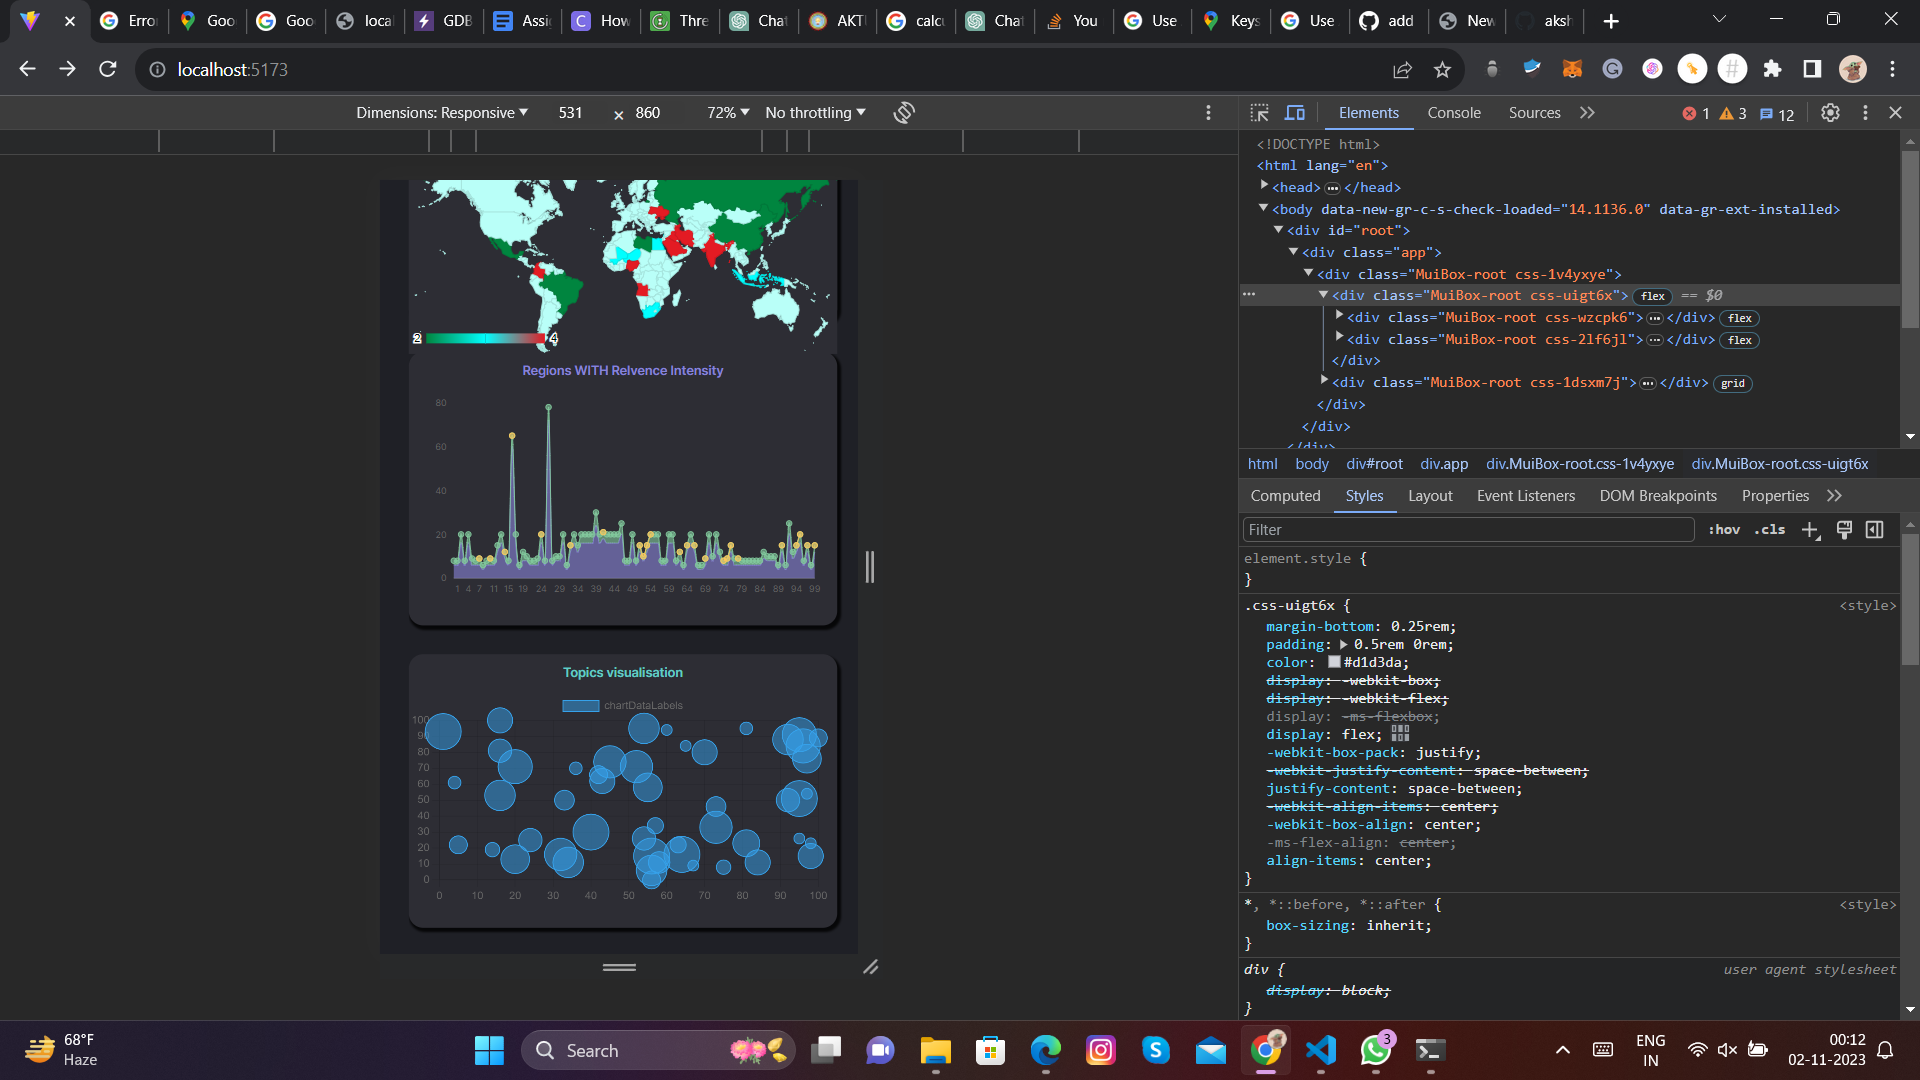 Erro
Goo
Goo
loca
GDB
Assi
How
Thre
Chat
AKT
calcu
Chat
You
Use
Keys
Use
add
New
aksh
localhost:5173
Dimensions: Responsive 531 × 860 72% No throttling
Elements Console Sources 1 3 12
<!DOCTYPE html>
<html lang="en">
<head> </head>
<body data-new-gr-c-s-check-loaded="14.1136.0" data-gr-ext-installed>
<div id="root">
<div class="app">
<div class="MuiBox-root css-1v4yxye">
<div class="MuiBox-root css-uigt6x"> flex == $0
<div class="MuiBox-root css-wzcpk6"> </div> flex
<div class="MuiBox-root css-2lf6jl"> </div> flex
</div>
<div class="MuiBox-root css-1dsxm7j"> </div> grid
</div>
</div>
</div>
html body div#root div.app div.MuiBox-root.css-1v4yxye div.MuiBox-root.css-uigt6x
Computed Styles Layout Event Listeners DOM Breakpoints Properties
Filter :hov .cls
element.style {
}
.css-uigt6x { <style>
margin-bottom: 0.25rem;
padding: 0.5rem 0rem;
color: #d1d3da;
display: -webkit-box;
display: -webkit-flex;
display: -ms-flexbox;
display: flex;
-webkit-box-pack: justify;
-webkit-justify-content: space-between;
justify-content: space-between;
-webkit-align-items: center;
-webkit-box-align: center;
-ms-flex-align: center;
align-items: center;
}
*, *::before, *::after { <style>
box-sizing: inherit;
}
div { user agent stylesheet
display: block;
}
2 4
Regions WITH Relvence Intensity
80
60
40
20
0
1 4 7 11 15 19 24 29 34 39 44 49 54 59 64 69 74 79 84 89 94 99
Topics visualisation
chartDataLabels
100
90
80
70
60
50
40
30
20
10
0
0 10 20 30 40 50 60 70 80 90 100
68°F
Haze
Search
3
ENG
IN
00:12
02-11-2023